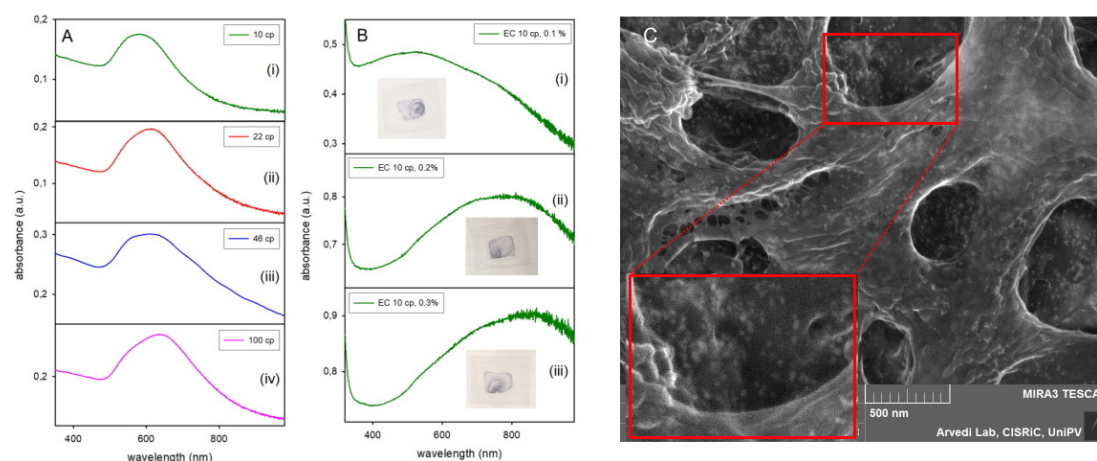 A
10 cp
(i)
22 cp
(ii)
46 cp
(iii)
100 cp
(iv)
0,2
0,1
0,2
0,1
0,3
0,2
0,2
absorbance (a.u.)
400 600 800
wavelength (nm)
B
EC 10 cp, 0.1 %
(i)
EC 10 cp, 0.2%
(ii)
EC 10 cp, 0.3%
(iii)
0,5
0,4
0,3
0,8
0,7
0,9
0,8
absorbance (a.u.)
400 600 800
wavelength (nm)
C
MIRA3 TESCA
500 nm
Arvedi Lab, CISRiC, UniPV